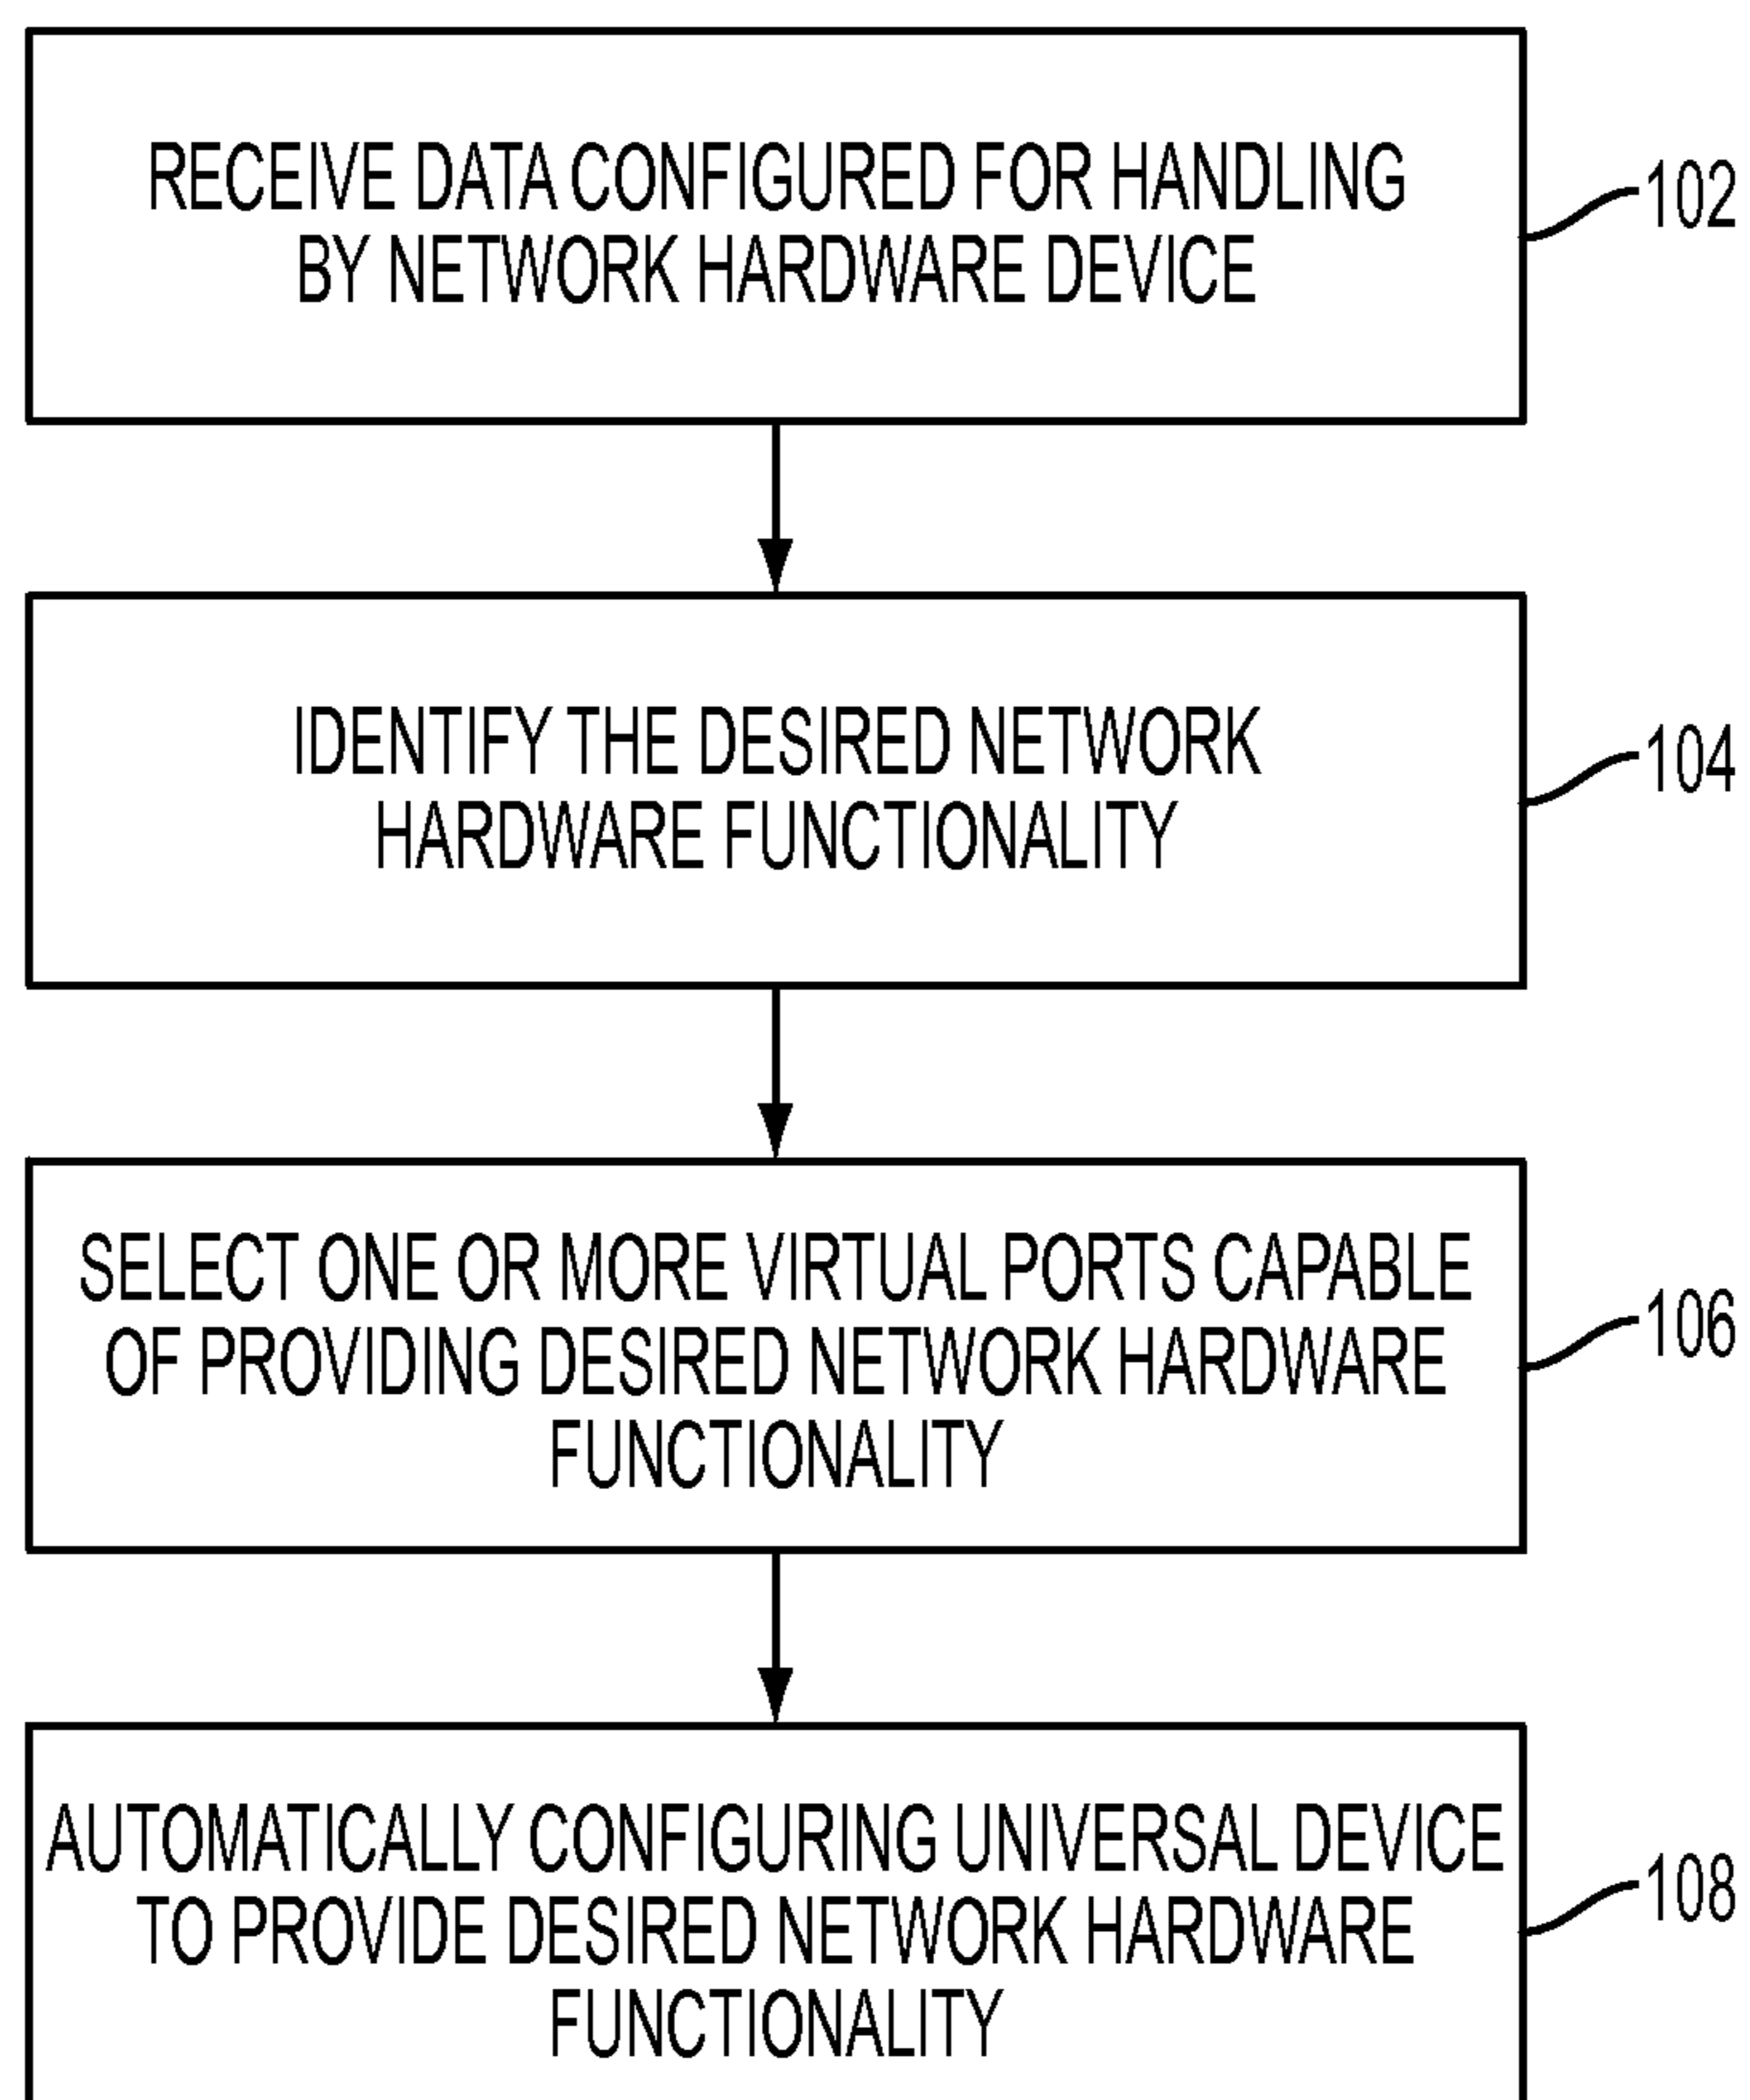 RECEIVE DATA CONFIGURED FOR HANDLING
BY NETWORK HARDWARE DEVICE
102
IDENTIFY THE DESIRED NETWORK
HARDWARE FUNCTIONALITY
104
SELECT ONE OR MORE VIRTUAL PORTS CAPABLE
OF PROVIDING DESIRED NETWORK HARDWARE
FUNCTIONALITY
106
AUTOMATICALLY CONFIGURING UNIVERSAL DEVICE
TO PROVIDE DESIRED NETWORK HARDWARE
FUNCTIONALITY
108